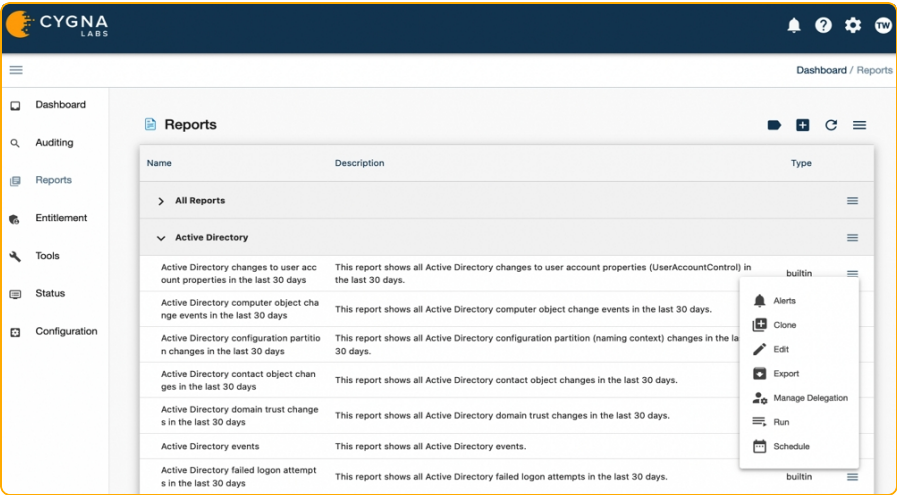 CYGNA
LABS
TW
Dashboard / Reports
Dashboard
Auditing
Reports
Entitlement
Tools
Status
Configuration
Reports
Name Description Type
All Reports
Active Directory
Active Directory changes to user acc
ount properties in the last 30 days
This report shows all Active Directory changes to user account properties (UserAccountControl) in
the last 30 days.
builtin
Active Directory computer object cha
nge events in the last 30 days
This report shows all Active Directory computer object change events in the last 30 days.
Active Directory configuration partitio
n changes in the last 30 days
This report shows all Active Directory configuration partition (naming context) changes in the la
30 days.
Active Directory contact object chan
ges in the last 30 days
This report shows all Active Directory contact object changes in the last 30 days.
Active Directory domain trust change
s in the last 30 days
This report shows all Active Directory domain trust changes in the last 30 days.
Active Directory events
This report shows all Active Directory events.
Active Directory failed logon attempt
s in the last 30 days
This report shows all Active Directory failed logon attempts in the last 30 days.
builtin
Alerts
Clone
Edit
Export
Manage Delegation
Run
Schedule